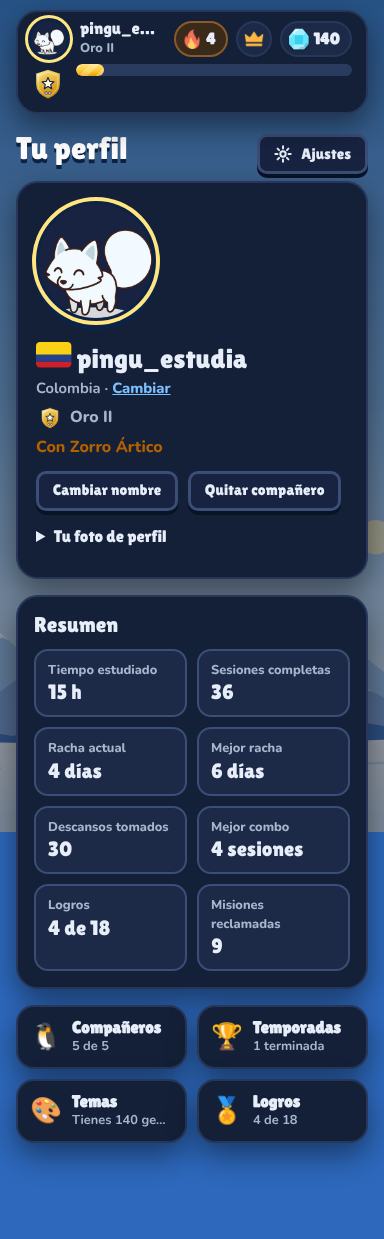 pingu_e...
4
140
Oro II
Tu perfil
Ajustes
pingu_estudia
Colombia · Cambiar
Oro II
Con Zorro Ártico
Cambiar nombre
Quitar compañero
Tu foto de perfil
Resumen
Tiempo estudiado
15 h
Sesiones completas
36
Racha actual
4 días
Mejor racha
6 días
Descansos tomados
30
Mejor combo
4 sesiones
Logros
4 de 18
Misiones
reclamadas
9
Compañeros
5 de 5
Temporadas
1 terminada
Temas
Tienes 140 ge...
Logros
4 de 18